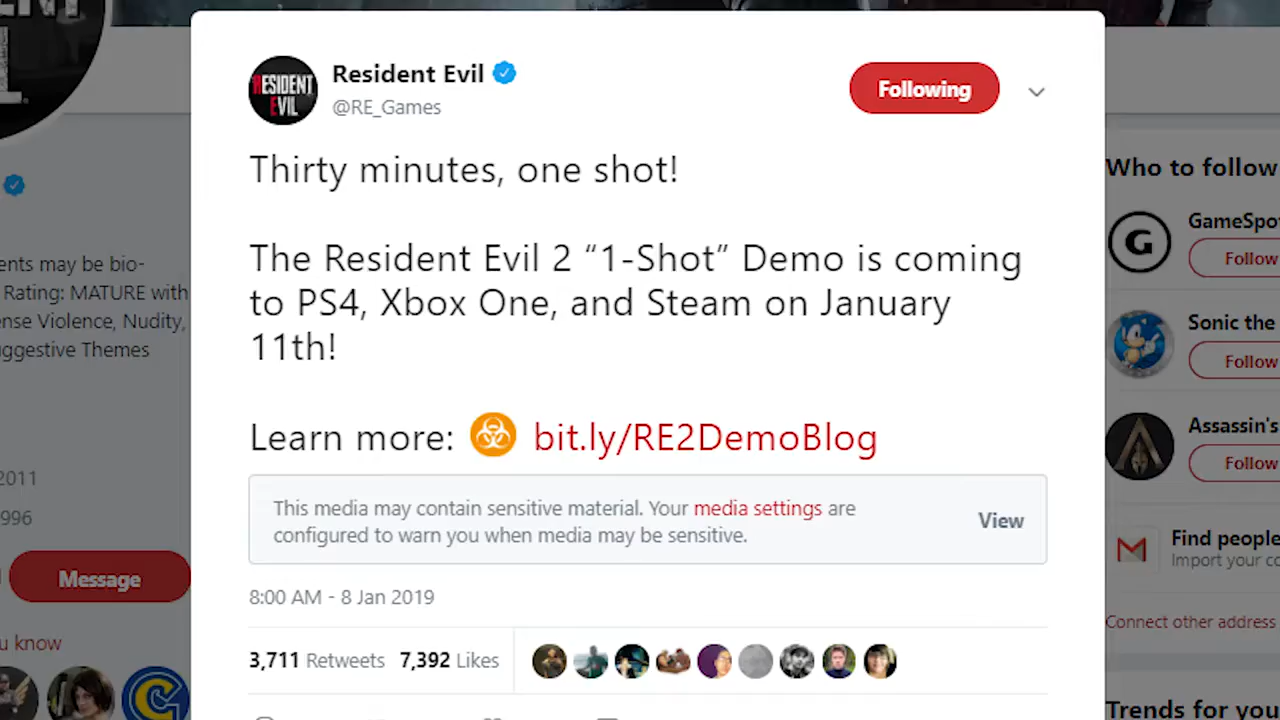 Resident Evil
@RE_Games
Following
Thirty minutes, one shot!
The Resident Evil 2 “1-Shot” Demo is coming
to PS4, Xbox One, and Steam on January
11th!
Learn more: bit.ly/RE2DemoBlog
This media may contain sensitive material. Your media settings are
configured to warn you when media may be sensitive.
View
8:00 AM - 8 Jan 2019
3,711 Retweets 7,392 Likes
RESIDENT
EVIL
ents may be bio-
Rating: MATURE with
ense Violence, Nudity,
ggestive Themes
2011
996
Message
u know
Who to follow
GameSpo
Follow
Sonic the
Follow
Assassin's
Follow
Find people
Import your co
Connect other address
Trends for you